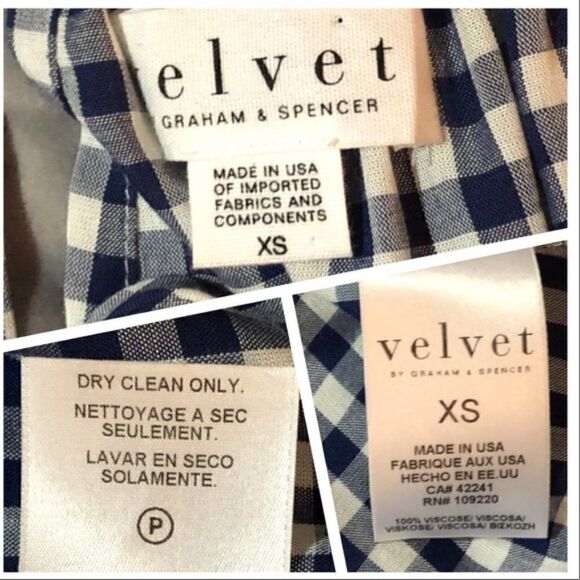 elvet
GRAHAM & SPENCER
MADE IN USA
OF IMPORTED
FABRICS AND
COMPONENTS
XS
DRY CLEAN ONLY.
NETTOYAGE A SEC
SEULEMENT.
LAVAR EN SECO
SOLAMENTE.
P
velvet
BY GRAHAM & SPENCER
XS
MADE IN USA
FABRIQUE AUX USA
HECHO EN EE.UU
CA# 42241
RN# 109220
100% VISCOSE/ VISCOSA/
VISKOSE/ VISCOSA/ ΒΙΣΚΟΖΗ